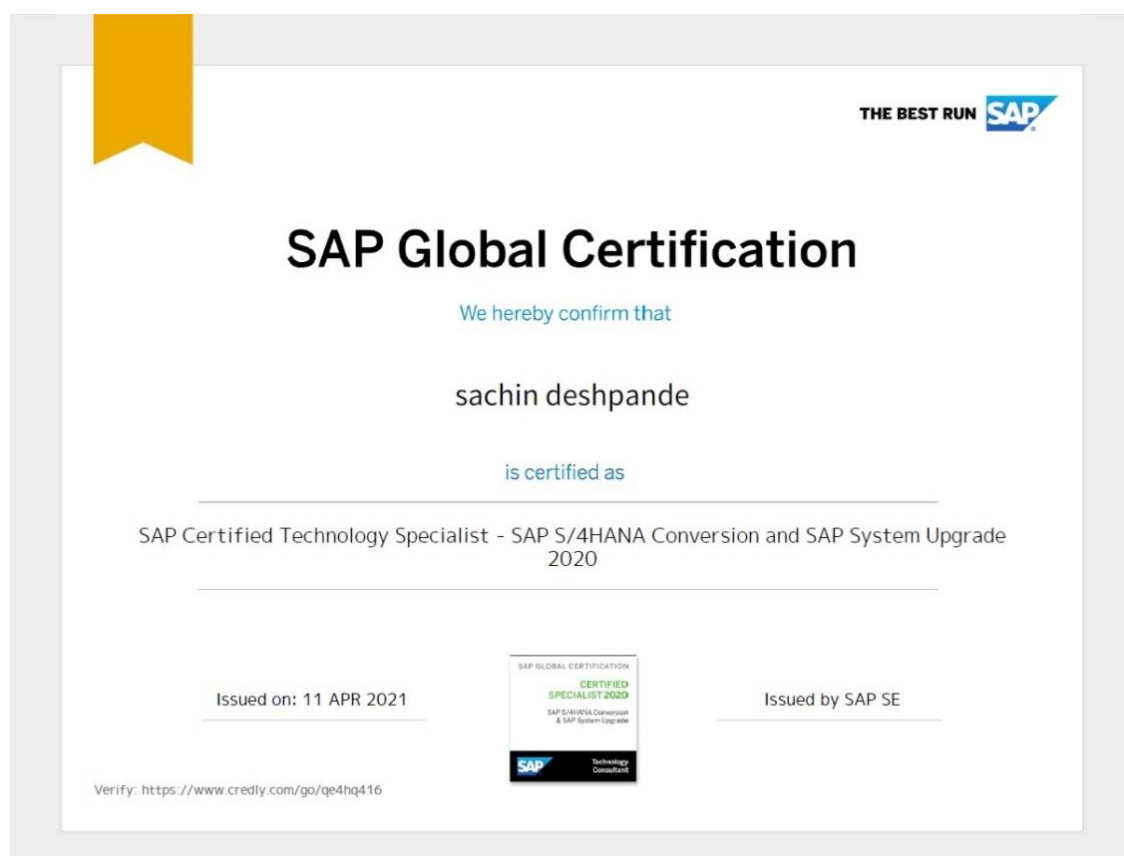 THE BEST RUN SAP
SAP Global Certification
We hereby confirm that
sachin deshpande
is certified as
SAP Certified Technology Specialist - SAP S/4HANA Conversion and SAP System Upgrade
2020
Issued on: 11 APR 2021
SAP GLOBAL CERTIFICATION
CERTIFIED
SPECIALIST 2020
SAP S/4HANA Conversion
& SAP System Upgrade
SAP
Technology
Consultant
Issued by SAP SE
Verify: https://www.credly.com/go/qe4hq416